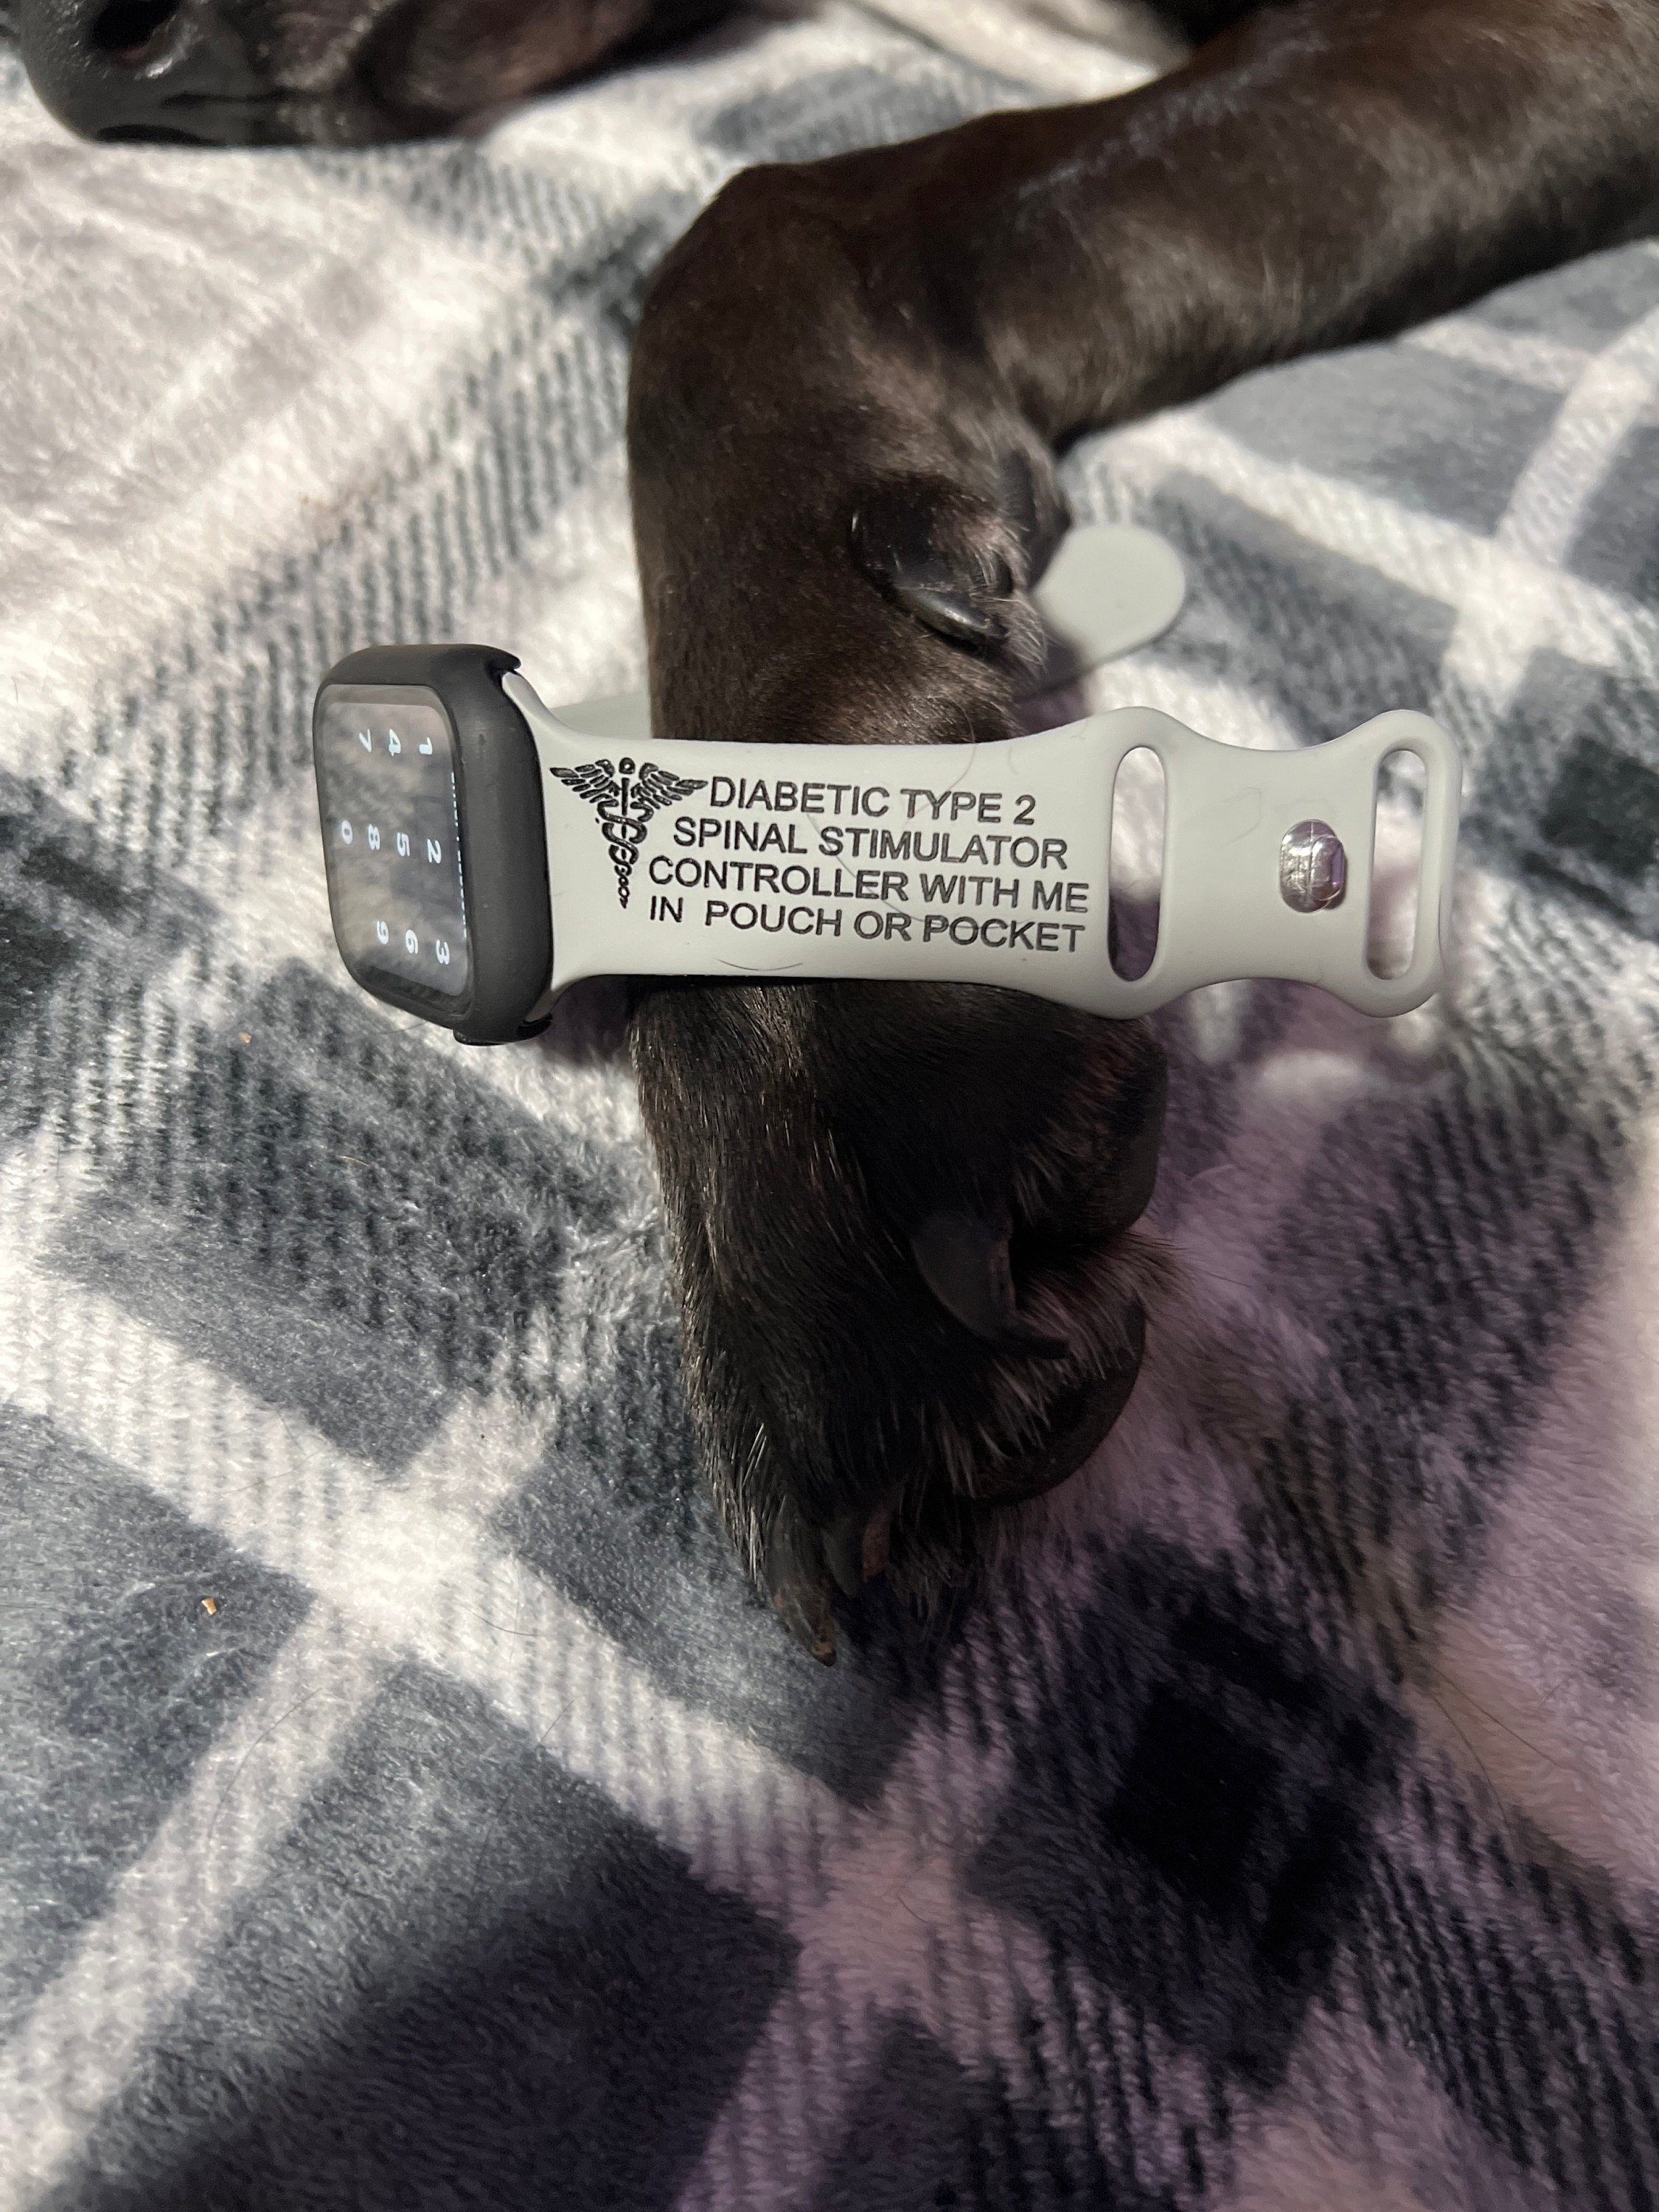 DIABETIC TYPE 2
SPINAL STIMULATOR
CONTROLLER WITH ME
IN POUCH OR POCKET
1 2 3
4 5 6
7 8 9
0